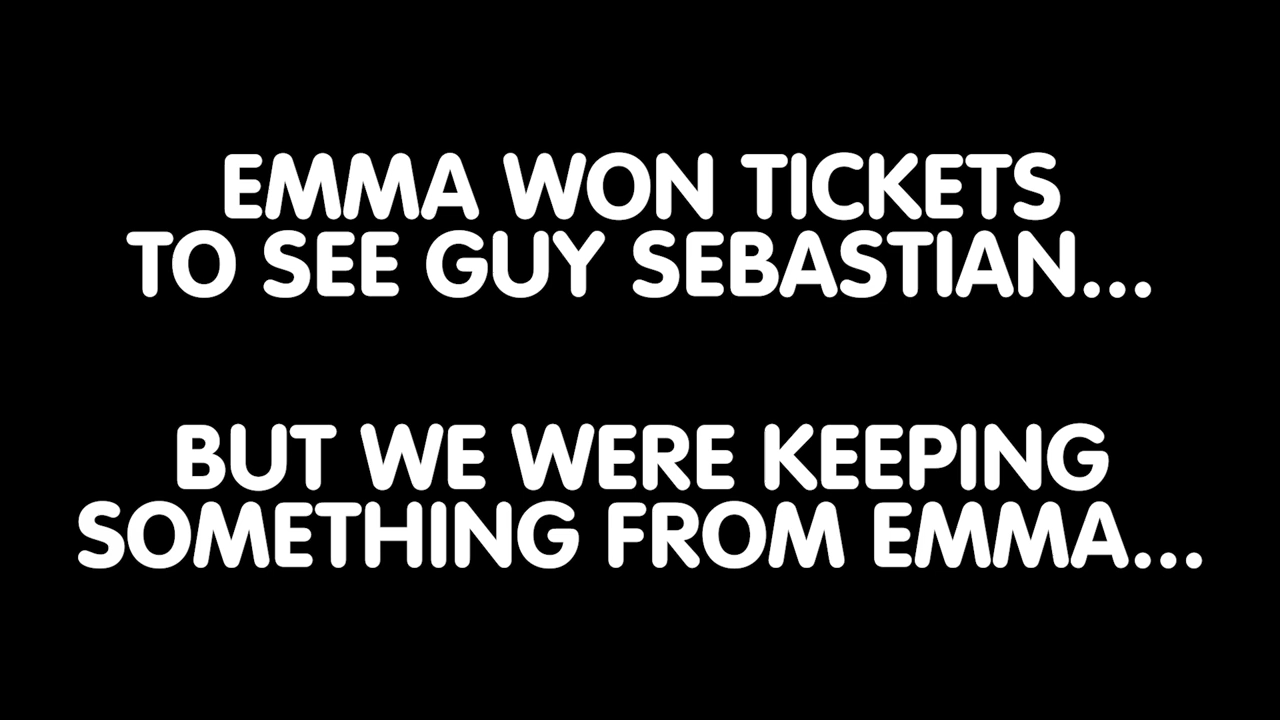 EMMA WON TICKETS
TO SEE GUY SEBASTIAN...
BUT WE WERE KEEPING
SOMETHING FROM EMMA...